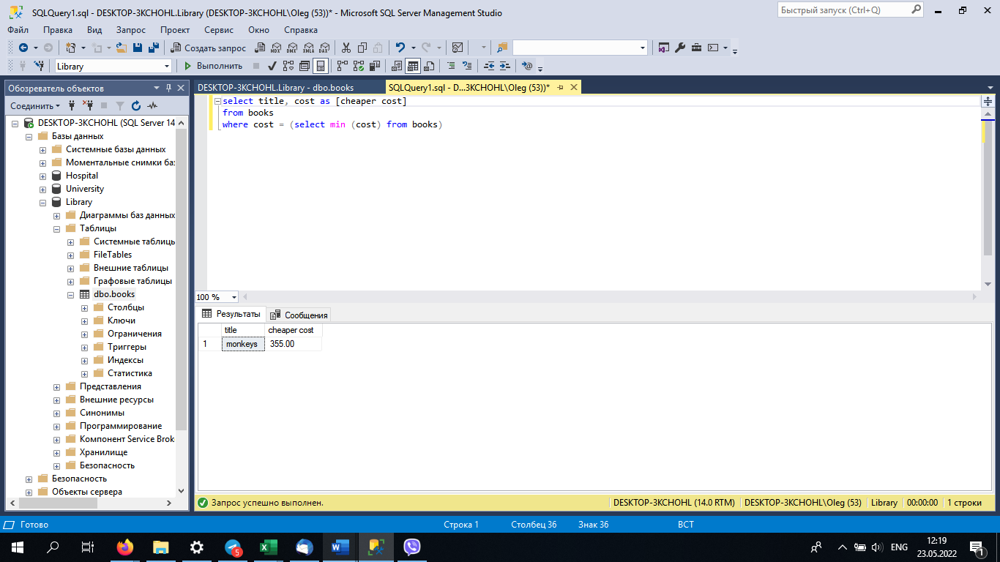 SQLQuery1.sql - DESKTOP-3KCHOHL.Library (DESKTOP-3KCHOHL\Oleg (53))* - Microsoft SQL Server Management Studio
Быстрый запуск (Ctrl+Q)
Файл Правка Вид Запрос Проект Сервис Окно Справка
Создать запрос
MDX DMX XMLA DAX
Library
Выполнить
Обозреватель объектов
DESKTOP-3KCHOHL.Library - dbo.books
SQLQuery1.sql - D...3KCHOHL\Oleg (53))*
Соединить
DESKTOP-3KCHOHL (SQL Server 14
Базы данных
Системные базы данных
Моментальные снимки баз
Hospital
University
Library
Диаграммы баз данных
Таблицы
Системные таблицы
FileTables
Внешние таблицы
Графовые таблицы
dbo.books
Столбцы
Ключи
Ограничения
Триггеры
Индексы
Статистика
Представления
Внешние ресурсы
Синонимы
Программирование
Компонент Service Brok
Хранилище
Безопасность
Безопасность
Объекты сервера
select title, cost as [cheaper cost]
from books
where cost = (select min (cost) from books)
100 %
Результаты Сообщения
title cheaper cost
1 monkeys 355.00
Запрос успешно выполнен.
DESKTOP-3KCHOHL (14.0 RTM) DESKTOP-3KCHOHL\Oleg (53) Library 00:00:00 1 строки
Готово Строка 1 Столбец 36 Знак 36 ВСТ
5
ENG
12:19
23.05.2022
1